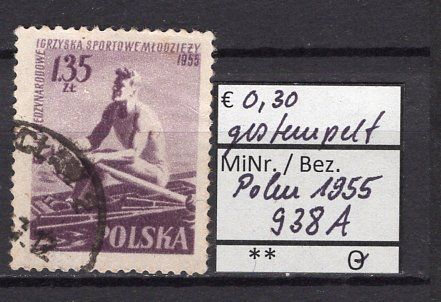 MIĘDZYNARODOWE
IGRZYSKA SPORTOWE MŁODZIEŻY
1955
1.35
ZŁ
POLSKA
€ 0,30
gestempelt
MiNr. / Bez.
Polen 1955
938 A
**